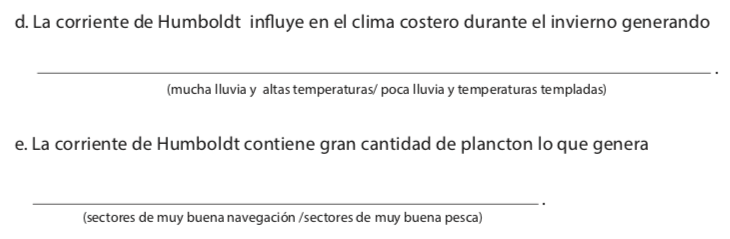 d. La corriente de Humboldt influye en el clima costero durante el invierno generando
__________________________________________.
(mucha lluvia y altas temperaturas/ poca lluvia y temperaturas templadas)
e. La corriente de Humboldt contiene gran cantidad de plancton lo que genera
________________________________.
(sectores de muy buena navegación /sectores de muy buena pesca)